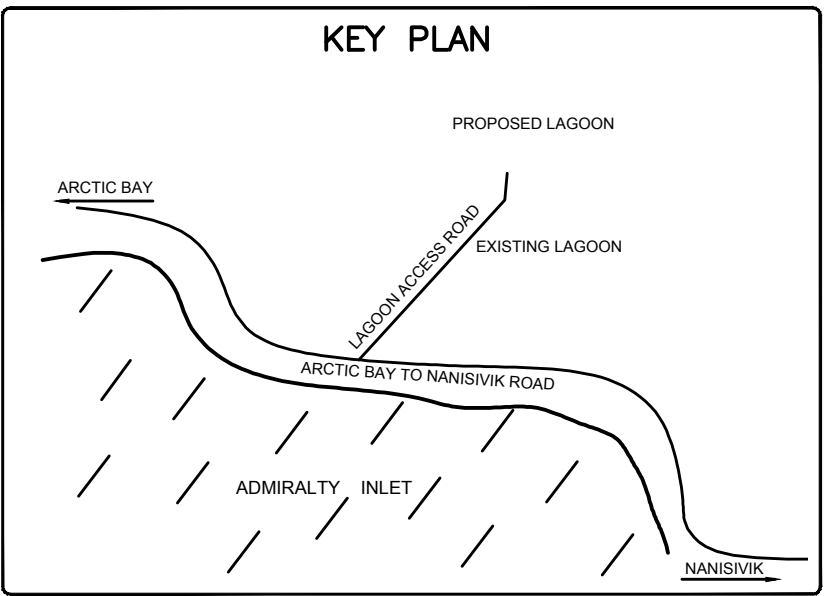 KEY PLAN
PROPOSED LAGOON
ARCTIC BAY
LAGOON ACCESS ROAD
EXISTING LAGOON
ARCTIC BAY TO NANISIVIK ROAD
ADMIRALTY INLET
NANISIVIK